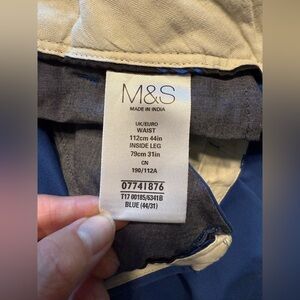 M&S
MADE IN INDIA
UK/EURO
WAIST
112cm 44in
INSIDE LEG
79cm 31in
CN
190/112A
07741876
T17 0018S/6341B
BLUE (44/31)